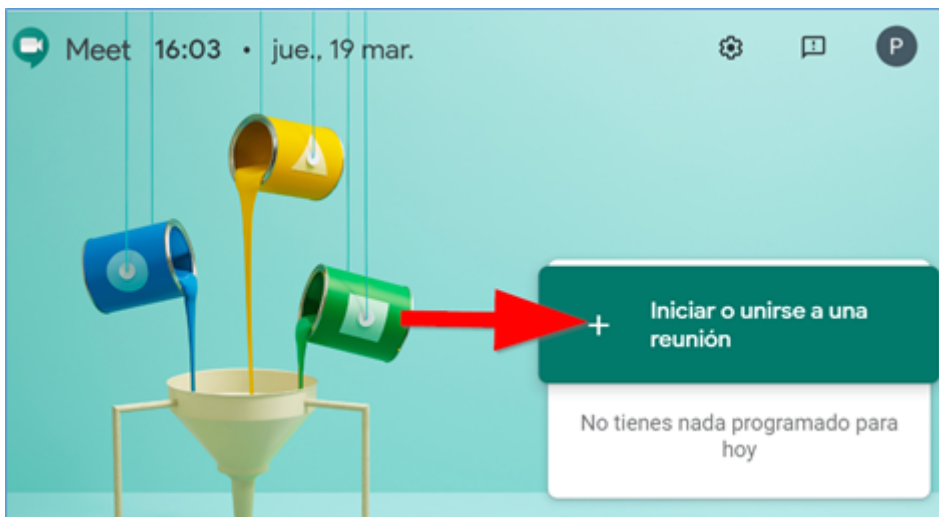 Meet 16:03 • jue., 19 mar.
P
Iniciar o unirse a una
reunión
No tienes nada programado para
hoy